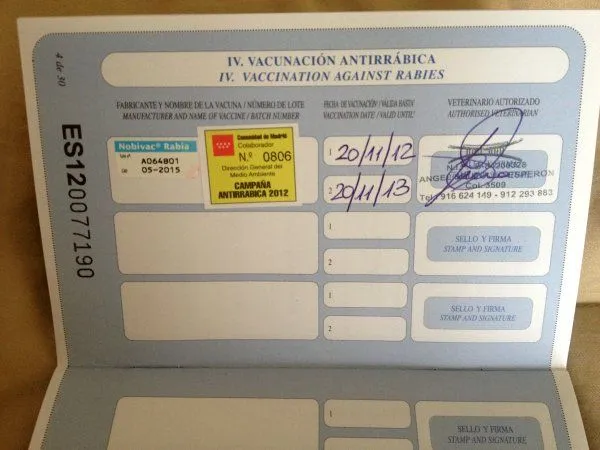 4 de 30
ES120077190
IV. VACUNACIÓN ANTIRRÁBICA
IV. VACCINATION AGAINST RABIES
FABRICANTE Y NOMBRE DE LA VACUNA / NÚMERO DE LOTE
MANUFACTURER AND NAME OF VACCINE / BATCH NUMBER
FECHA DE VACUNACIÓN / VÁLIDA HASTA
VACCINATION DATE / VALID UNTIL
VETERINARIO AUTORIZADO
AUTHORISED VETERINARIAN
Nobivac® Rabia
A064B01
05-2015
Comunidad de Madrid
Colaborador
N.º 0806
Dirección General del
Medio Ambiente
CAMPAÑA
ANTIRRABICA 2012
1 20/11/12
2 20/11/13
Col. 3509
Tel: 916 624 149 - 912 293 883
1
2
SELLO Y FIRMA
STAMP AND SIGNATURE
1
2
SELLO Y FIRMA
STAMP AND SIGNATURE
1
2
SELLO Y FIRMA
STAMP AND SIGNATURE